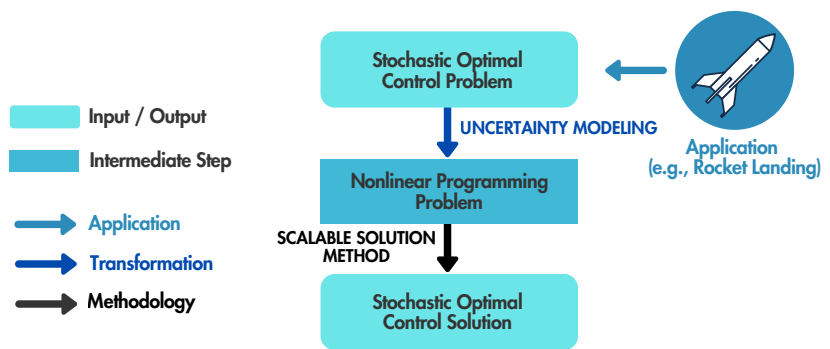 Stochastic Optimal
Control Problem
UNCERTAINTY MODELING
Application
(e.g., Rocket Landing)
Input / Output
Intermediate Step
Nonlinear Programming
Problem
Application
SCALABLE SOLUTION
METHOD
Transformation
Methodology
Stochastic Optimal
Control Solution